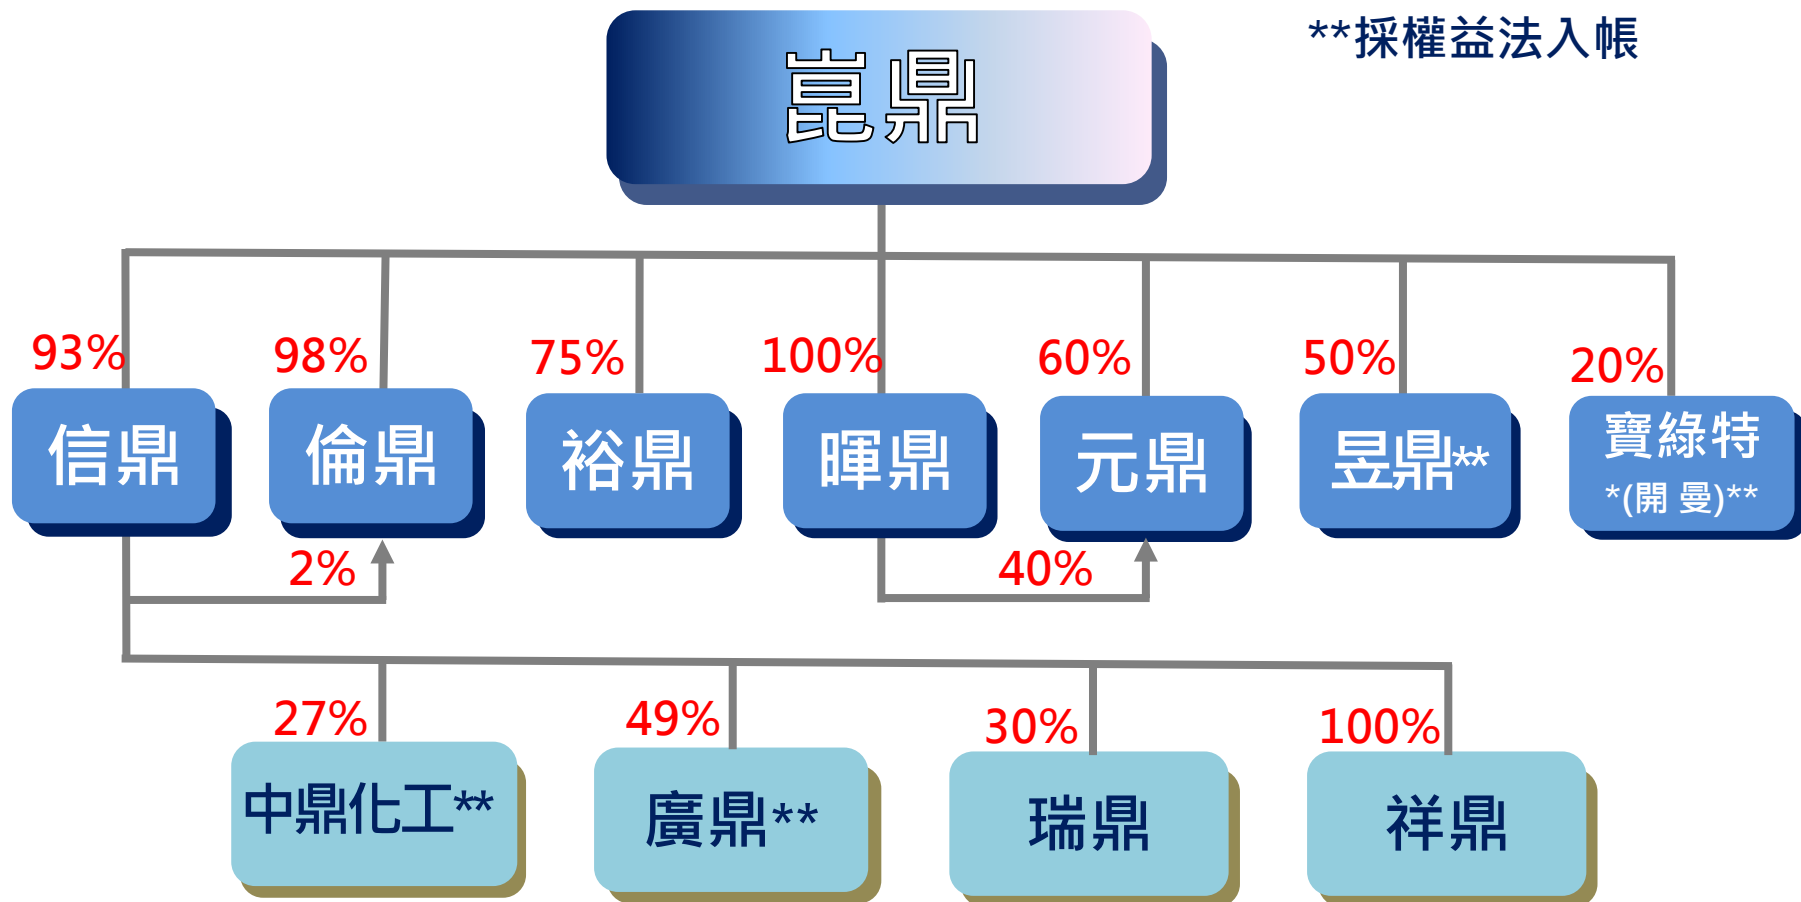 **採權益法入帳
崑鼎
93%
98%
75%
100%
60%
50%
20%
信鼎
倫鼎
裕鼎
暉鼎
元鼎
昱鼎**
寶綠特
*(開 曼)**
2%
40%
27%
49%
30%
100%
中鼎化工**
廣鼎**
瑞鼎
祥鼎